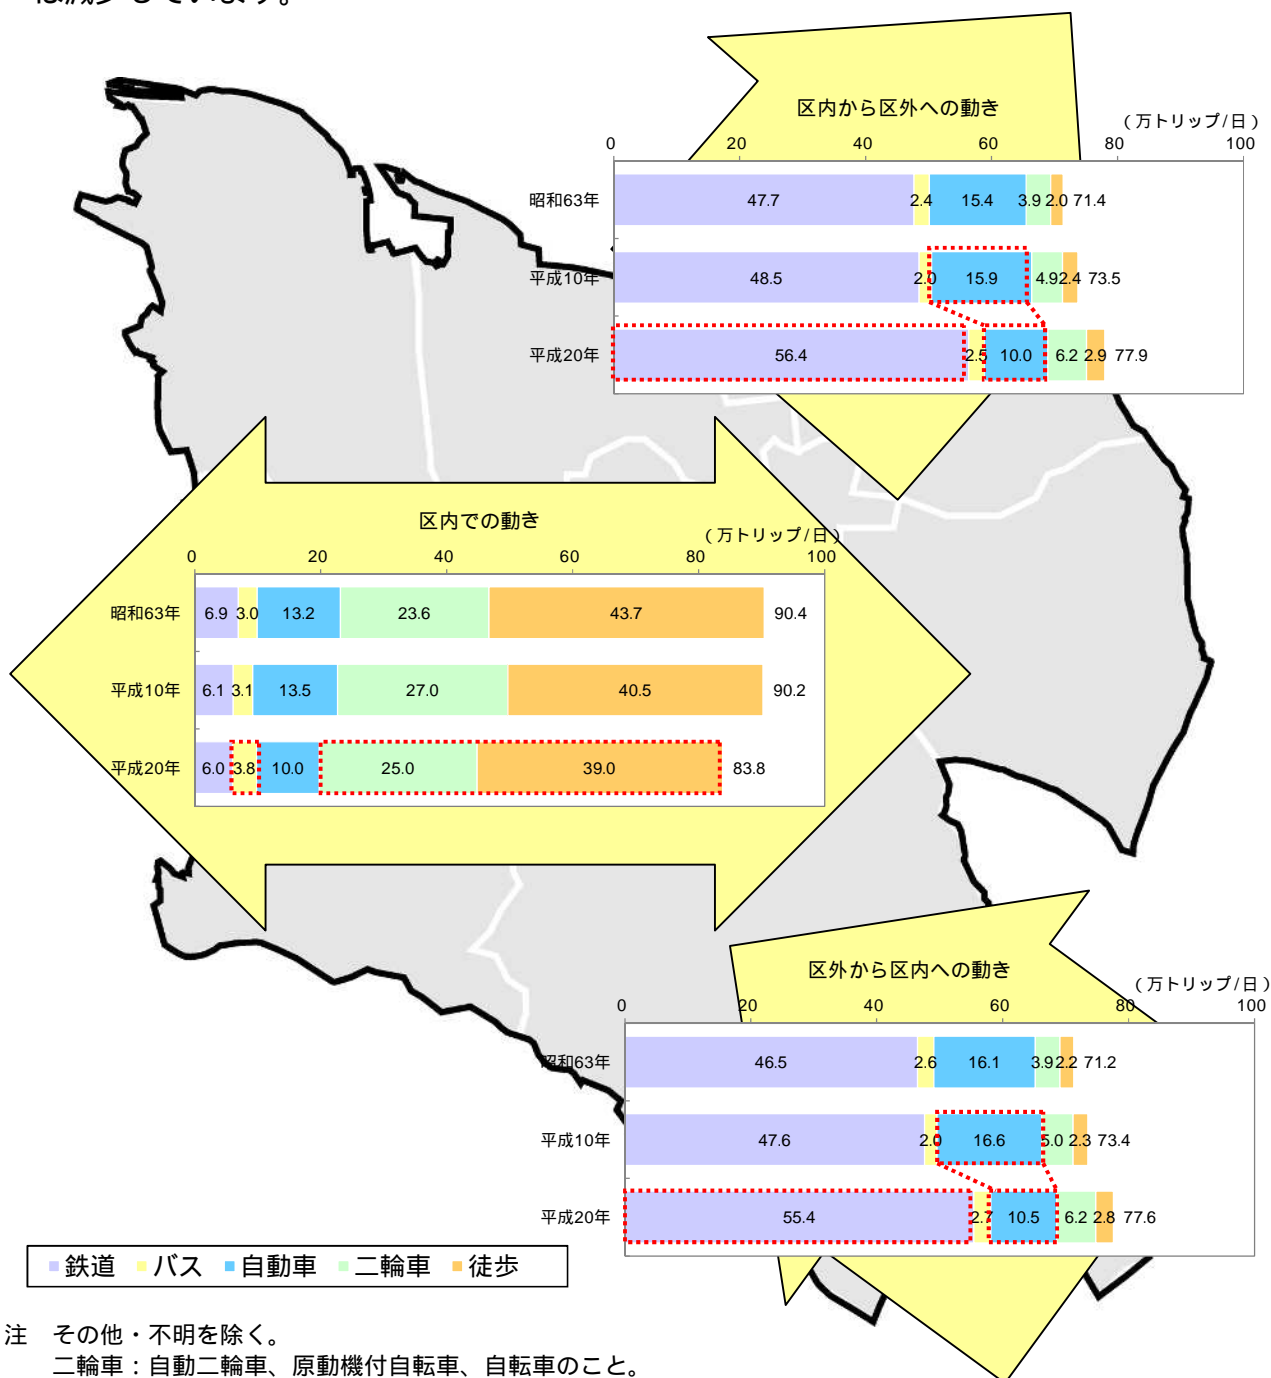 は減少しています。
区内から区外への動き
（万トリップ/日）
0 20 40 60 80 100
昭和63年 47.7 2.4 15.4 3.9 2.0 71.4
平成10年 48.5 2.0 15.9 4.9 2.4 73.5
平成20年 56.4 2.5 10.0 6.2 2.9 77.9
区内での動き
（万トリップ/日）
0 20 40 60 80 100
昭和63年 6.9 3.0 13.2 23.6 43.7 90.4
平成10年 6.1 3.1 13.5 27.0 40.5 90.2
平成20年 6.0 3.8 10.0 25.0 39.0 83.8
区外から区内への動き
（万トリップ/日）
0 20 40 60 80 100
昭和63年 46.5 2.6 16.1 3.9 2.2 71.2
平成10年 47.6 2.0 16.6 5.0 2.3 73.4
平成20年 55.4 2.7 10.5 6.2 2.8 77.6
鉄道 バス 自動車 二輪車 徒歩
注 その他・不明を除く。
二輪車：自動二輪車、原動機付自転車、自転車のこと。